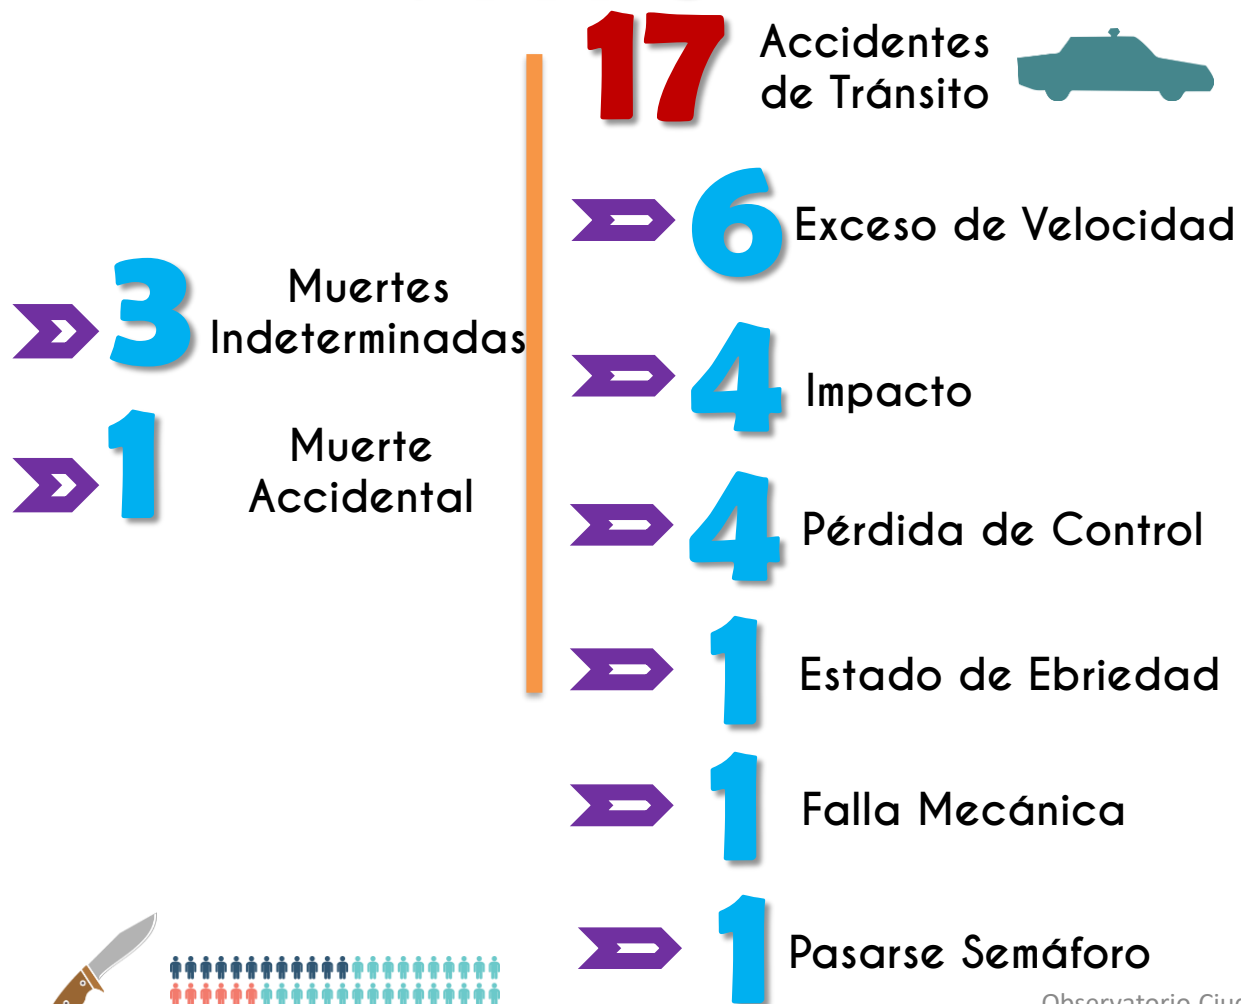 3 Muertes
Indeterminadas
1 Muerte
Accidental
17 Accidentes
de Tránsito
6 Exceso de Velocidad
4 Impacto
4 Pérdida de Control
1 Estado de Ebriedad
1 Falla Mecánica
1 Pasarse Semáforo
Observatorio